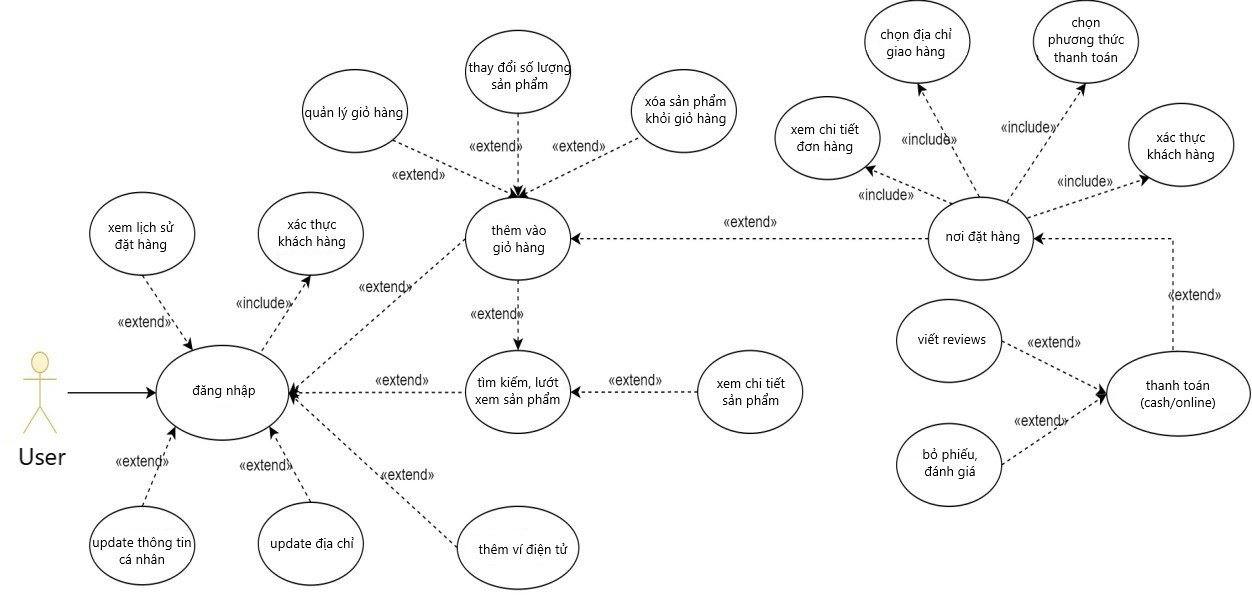 chọn địa chỉ
giao hàng
chọn
phương thức
thanh toán
thay đổi số lượng
sản phẩm
quản lý giỏ hàng
xóa sản phẩm
khỏi giỏ hàng
xem chi tiết
đơn hàng
xác thực
khách hàng
«extend»
«extend»
«extend»
«include»
«include»
«include»
«include»
xem lịch sử
đặt hàng
xác thực
khách hàng
thêm vào
giỏ hàng
«extend»
nơi đặt hàng
«extend»
«include»
«extend»
«extend»
«extend»
viết reviews
«extend»
User
đăng nhập
«extend»
tìm kiếm, lướt
xem sản phẩm
«extend»
xem chi tiết
sản phẩm
thanh toán
(cash/online)
«extend»
«extend»
«extend»
«extend»
bỏ phiếu,
đánh giá
update thông tin
cá nhân
update địa chỉ
thêm ví điện tử